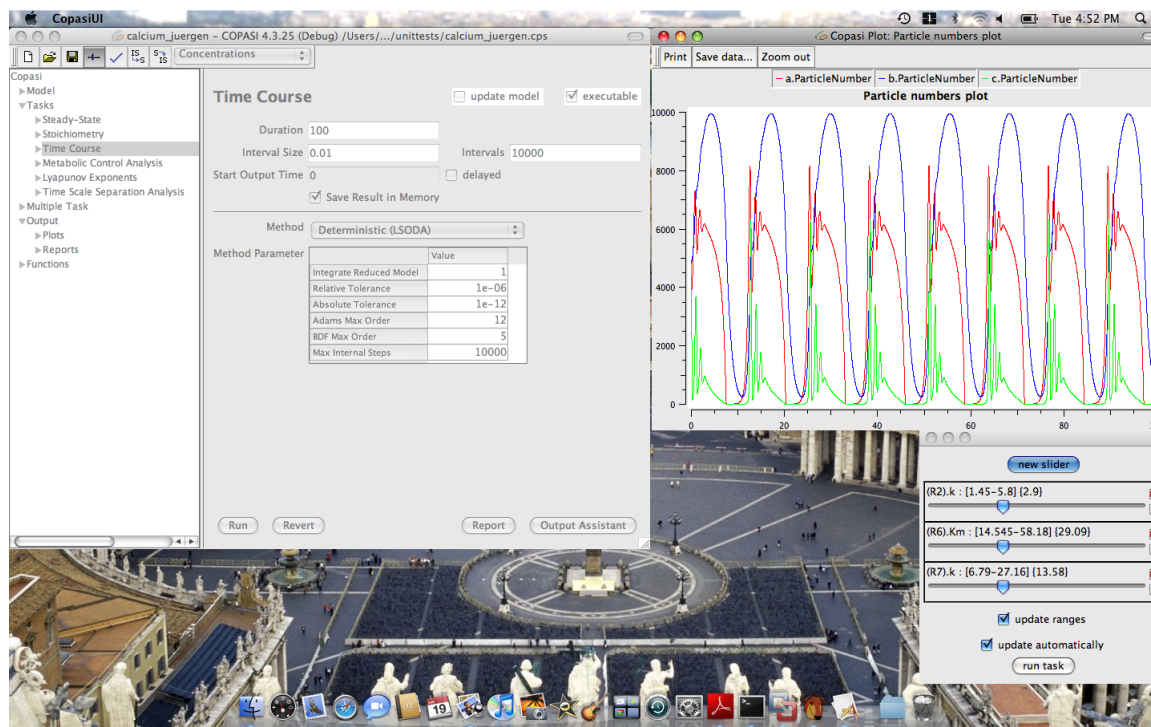 CopasiUI
Tue 4:52 PM
calcium_juergen - COPASI 4.3.25 (Debug) /Users/.../unittests/calcium_juergen.cps
IS
S
S
IS
Concentrations
Copasi
Model
Tasks
Steady-State
Stoichiometry
Time Course
Metabolic Control Analysis
Lyapunov Exponents
Time Scale Separation Analysis
Multiple Task
Output
Plots
Reports
Functions
Time Course
update model
executable
Duration 100
Interval Size 0.01 Intervals 10000
Start Output Time 0 delayed
Save Result in Memory
Method Deterministic (LSODA)
Method Parameter
Value
Integrate Reduced Model 1
Relative Tolerance 1e-06
Absolute Tolerance 1e-12
Adams Max Order 12
BDF Max Order 5
Max Internal Steps 10000
Run Revert Report Output Assistant
Copasi Plot: Particle numbers plot
Print Save data... Zoom out
a.ParticleNumber b.ParticleNumber c.ParticleNumber
Particle numbers plot
10000
8000
6000
4000
2000
0
0 20 40 60 80
new slider
(R2).k : [1.45-5.8] {2.9}
(R6).Km : [14.545-58.18] {29.09}
(R7).k : [6.79-27.16] {13.58}
update ranges
update automatically
run task
19